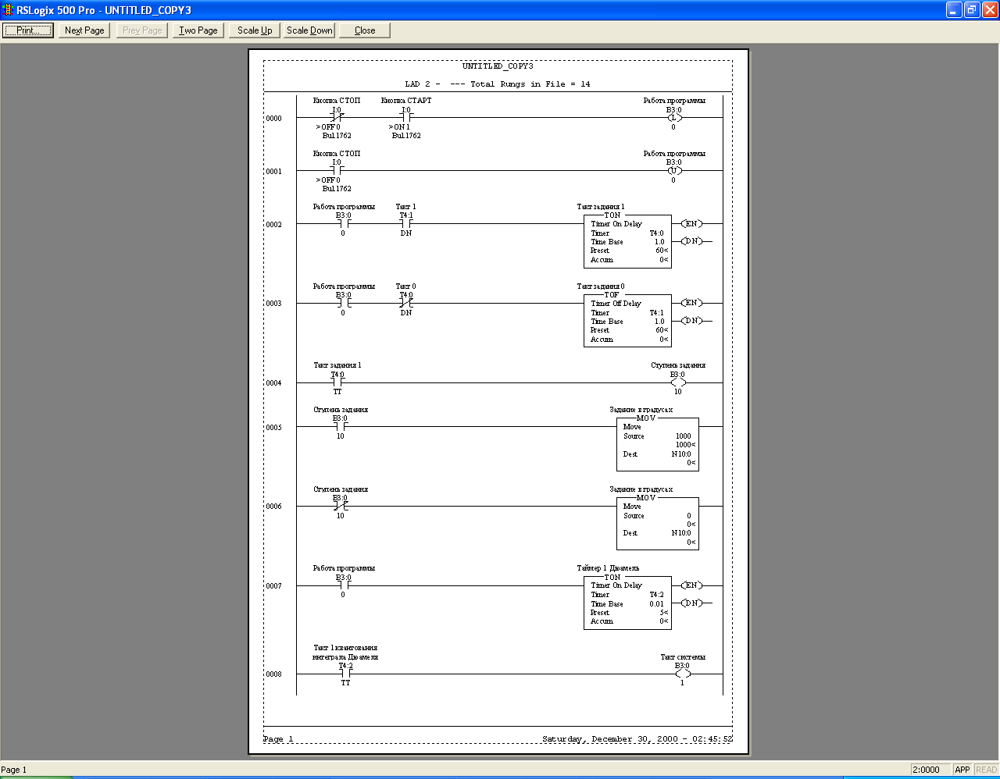 RSLogix 500 Pro - UNTITLED_COPY3
Print... Next Page Prev Page Two Page Scale Up Scale Down Close
UNTITLED_COPY3
LAD 2 - --- Total Rungs in File = 14
Кнопка СТОП Кнопка СТАРТ Работа программы
I:0 I:0 B3:0
0000 L
>OFF 0 >ON 1 0
Bul.1762 Bul.1762
Кнопка СТОП Работа программы
I:0 B3:0
0001 U
>OFF 0 0
Bul.1762
Работа программы Такт 1 Такт задания 1
B3:0 T4:1 TON
0002 Timer On Delay EN
0 DN Timer T4:0
Time Base 1.0 DN
Preset 60<
Accum 0<
Работа программы Такт 0 Такт задания 0
B3:0 T4:0 TOF
0003 Timer Off Delay EN
0 DN Timer T4:1
Time Base 1.0 DN
Preset 60<
Accum 0<
Такт задания 1 Ступень задания
T4:0 B3:0
0004
TT 10
Ступень задания Задание в градусах
B3:0 MOV
0005 Move
10 Source 1000
1000<
Dest N10:0
0<
Ступень задания Задание в градусах
B3:0 MOV
0006 Move
10 Source 0
0<
Dest N10:0
0<
Работа программы Таймер 1 Дюамель
B3:0 TON
0007 Timer On Delay EN
0 Timer T4:2
Time Base 0.01 DN
Preset 5<
Accum 0<
Такт 1 квантования
интеграла Дюамеля Такт системы
T4:2 B3:0
0008
TT 1
Page 1 Saturday, December 30, 2000 - 02:45:52
Page 1 2:0000 APP READ